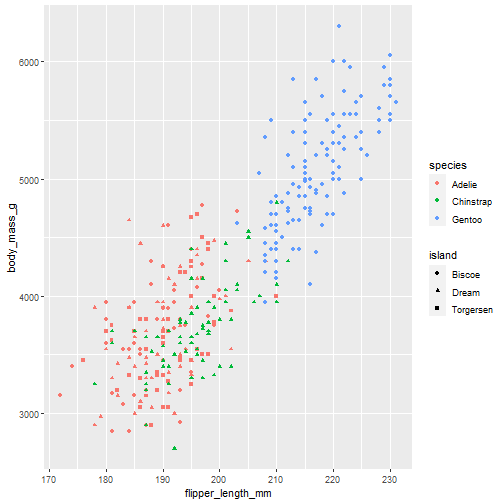 body_mass_g
6000
5000
4000
3000
170
180
190
200
210
220
230
flipper_length_mm
species
Adelie
Chinstrap
Gentoo
island
Biscoe
Dream
Torgersen